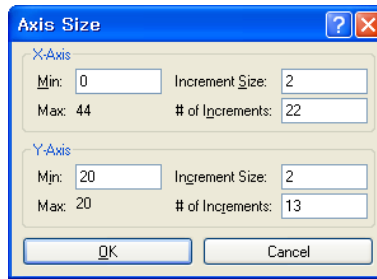 Axis Size
X-Axis
Min: 0 Increment Size: 2
Max: 44 # of Increments: 22
Y-Axis
Min: 20 Increment Size: 2
Max: 20 # of Increments: 13
OK Cancel